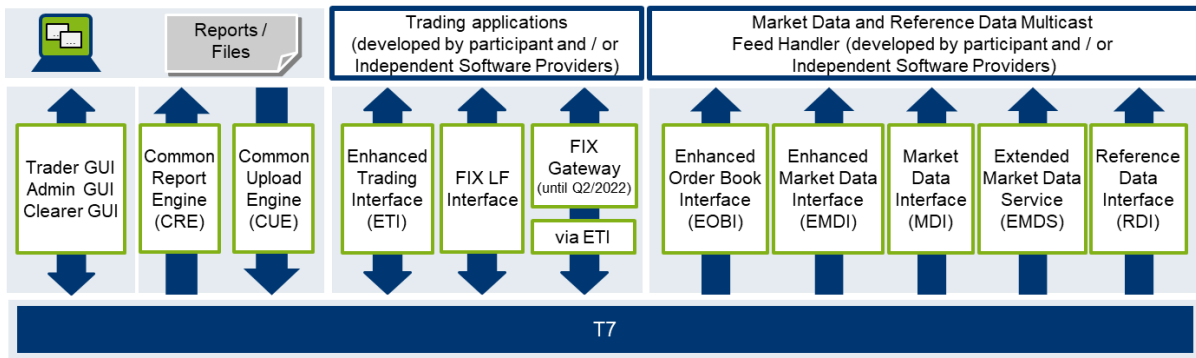 ...
...
Reports /
Files
Trading applications
(developed by participant and / or
Independent Software Providers)
Market Data and Reference Data Multicast
Feed Handler (developed by participant and / or
Independent Software Providers)
Trader GUI
Admin GUI
Clearer GUI
Common
Report
Engine
(CRE)
Common
Upload
Engine
(CUE)
Enhanced
Trading
Interface
(ETI)
FIX LF
Interface
FIX
Gateway
(until Q2/2022)
via ETI
Enhanced
Order Book
Interface
(EOBI)
Enhanced
Market Data
Interface
(EMDI)
Market
Data
Interface
(MDI)
Extended
Market Data
Service
(EMDS)
Reference
Data
Interface
(RDI)
T7